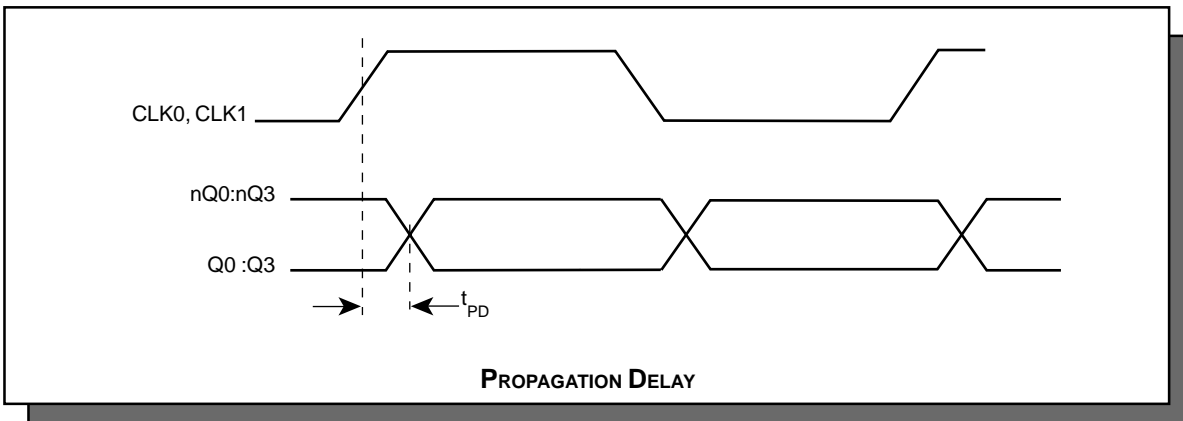 CLK0, CLK1
nQ0:nQ3
Q0 :Q3
tPD
PROPAGATION DELAY